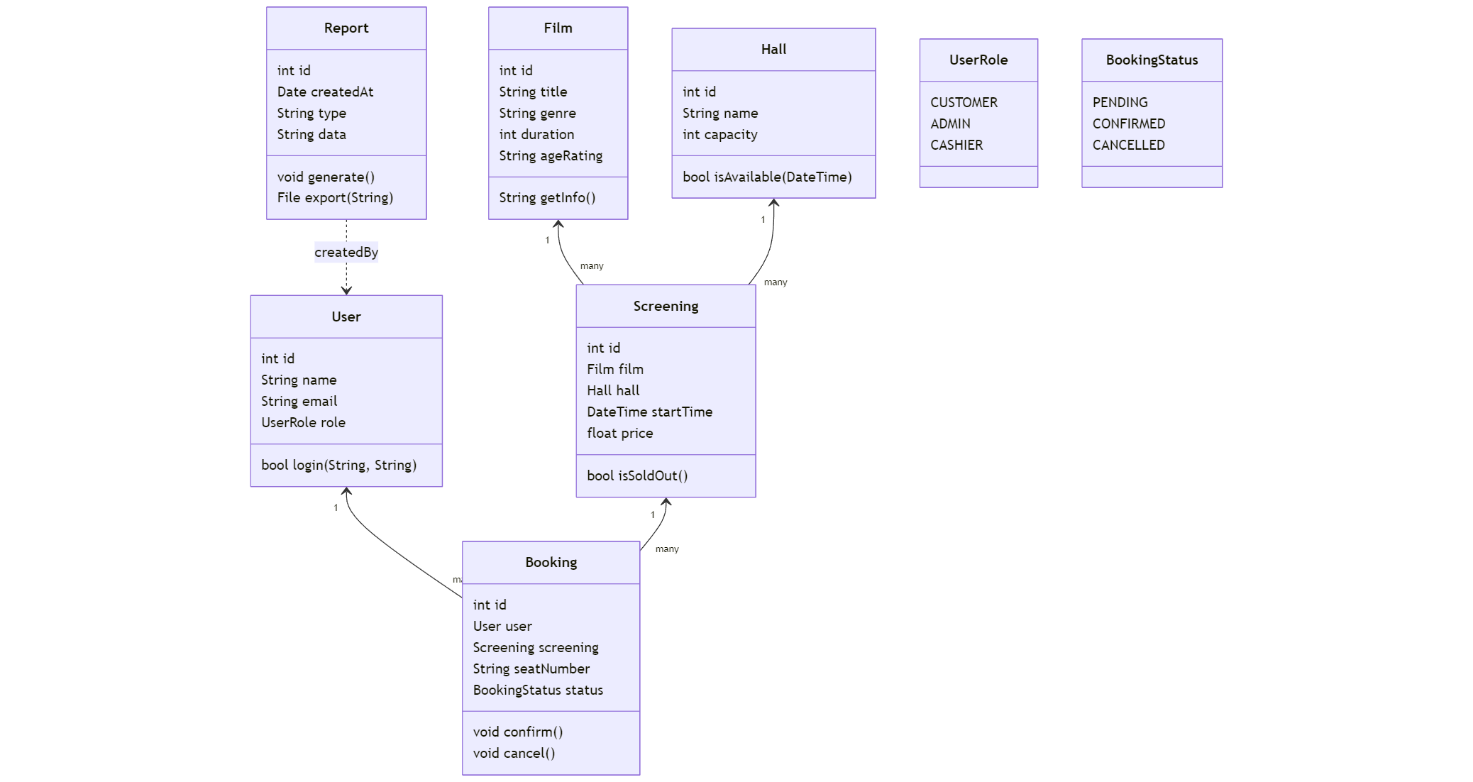 Report
int id
Date createdAt
String type
String data
void generate()
File export(String)
Film
int id
String title
String genre
int duration
String ageRating
String getInfo()
Hall
int id
String name
int capacity
bool isAvailable(DateTime)
UserRole
CUSTOMER
ADMIN
CASHIER
BookingStatus
PENDING
CONFIRMED
CANCELLED
1
1
createdBy
many
many
User
int id
String name
String email
UserRole role
bool login(String, String)
Screening
int id
Film film
Hall hall
DateTime startTime
float price
bool isSoldOut()
1
1
many
Booking
int id
User user
Screening screening
String seatNumber
BookingStatus status
void confirm()
void cancel()